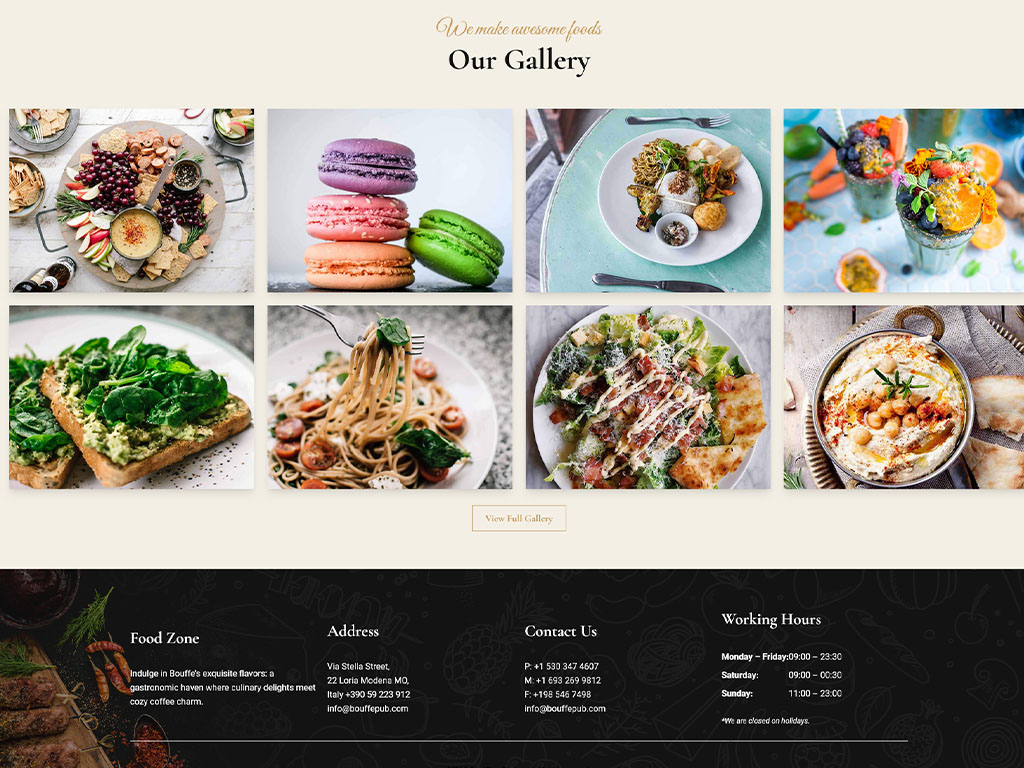 We make awesome foods
Our Gallery
View Full Gallery
Food Zone
Indulge in Bouffe's exquisite flavors: a
gastronomic haven where culinary delights meet
cozy coffee charm.
Address
Via Stella Street,
22 Loria Modena MO,
Italy +390 59 223 912
info@bouffepub.com
Contact Us
P: +1 530 347 4607
M: +1 693 269 9812
F: +198 546 7498
info@bouffepub.com
Working Hours
Monday – Friday:09:00 – 23:30
Saturday: 09:00 – 00:30
Sunday: 11:00 – 23:00
*We are closed on holidays.